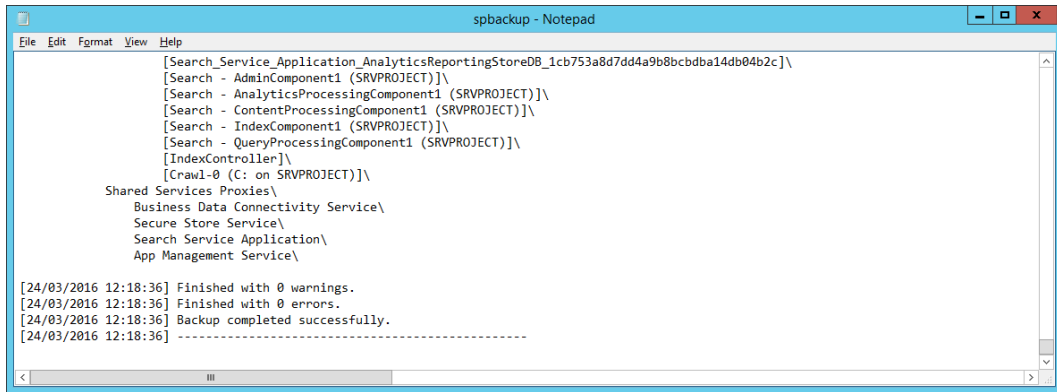 spbackup - Notepad
File Edit Format View Help
[Search_Service_Application_AnalyticsReportingStoreDB_1cb753a8d7dd4a9b8bcbdba14db04b2c]\
[Search - AdminComponent1 (SRVPROJECT)]\
[Search - AnalyticsProcessingComponent1 (SRVPROJECT)]\
[Search - ContentProcessingComponent1 (SRVPROJECT)]\
[Search - IndexComponent1 (SRVPROJECT)]\
[Search - QueryProcessingComponent1 (SRVPROJECT)]\
[IndexController]\
[Crawl-0 (C: on SRVPROJECT)]\
Shared Services Proxies\
Business Data Connectivity Service\
Secure Store Service\
Search Service Application\
App Management Service\
[24/03/2016 12:18:36] Finished with 0 warnings.
[24/03/2016 12:18:36] Finished with 0 errors.
[24/03/2016 12:18:36] Backup completed successfully.
[24/03/2016 12:18:36] -------------------------------------------------